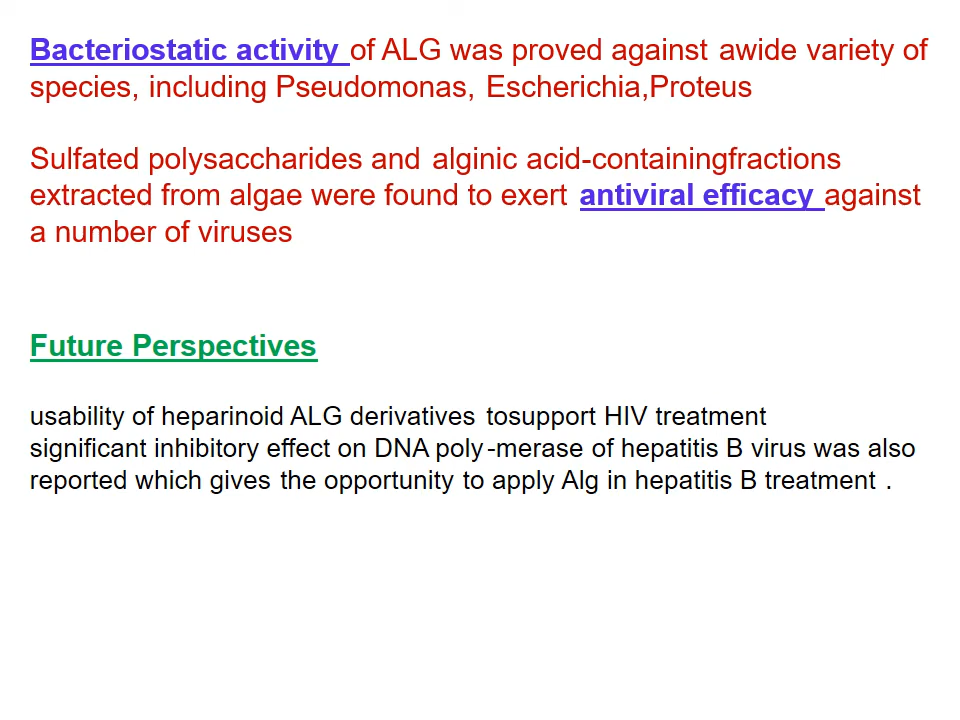 Bacteriostatic activity of ALG was proved against awide variety of
species, including Pseudomonas, Escherichia,Proteus
Sulfated polysaccharides and alginic acid-containingfractions
extracted from algae were found to exert antiviral efficacy against
a number of viruses
Future Perspectives
usability of heparinoid ALG derivatives tosupport HIV treatment
significant inhibitory effect on DNA poly-merase of hepatitis B virus was also
reported which gives the opportunity to apply Alg in hepatitis B treatment .